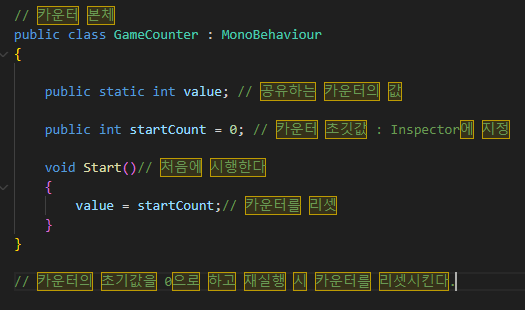 // 카운터 본체
public class GameCounter : MonoBehaviour
{
public static int value; // 공유하는 카운터의 값
public int startCount = 0; // 카운터 초깃값 : Inspector에 지정
void Start()// 처음에 시행한다
{
value = startCount;// 카운터를 리셋
}
}
// 카운터의 초기값을 0으로 하고 재실행 시 카운터를 리셋시킨다.